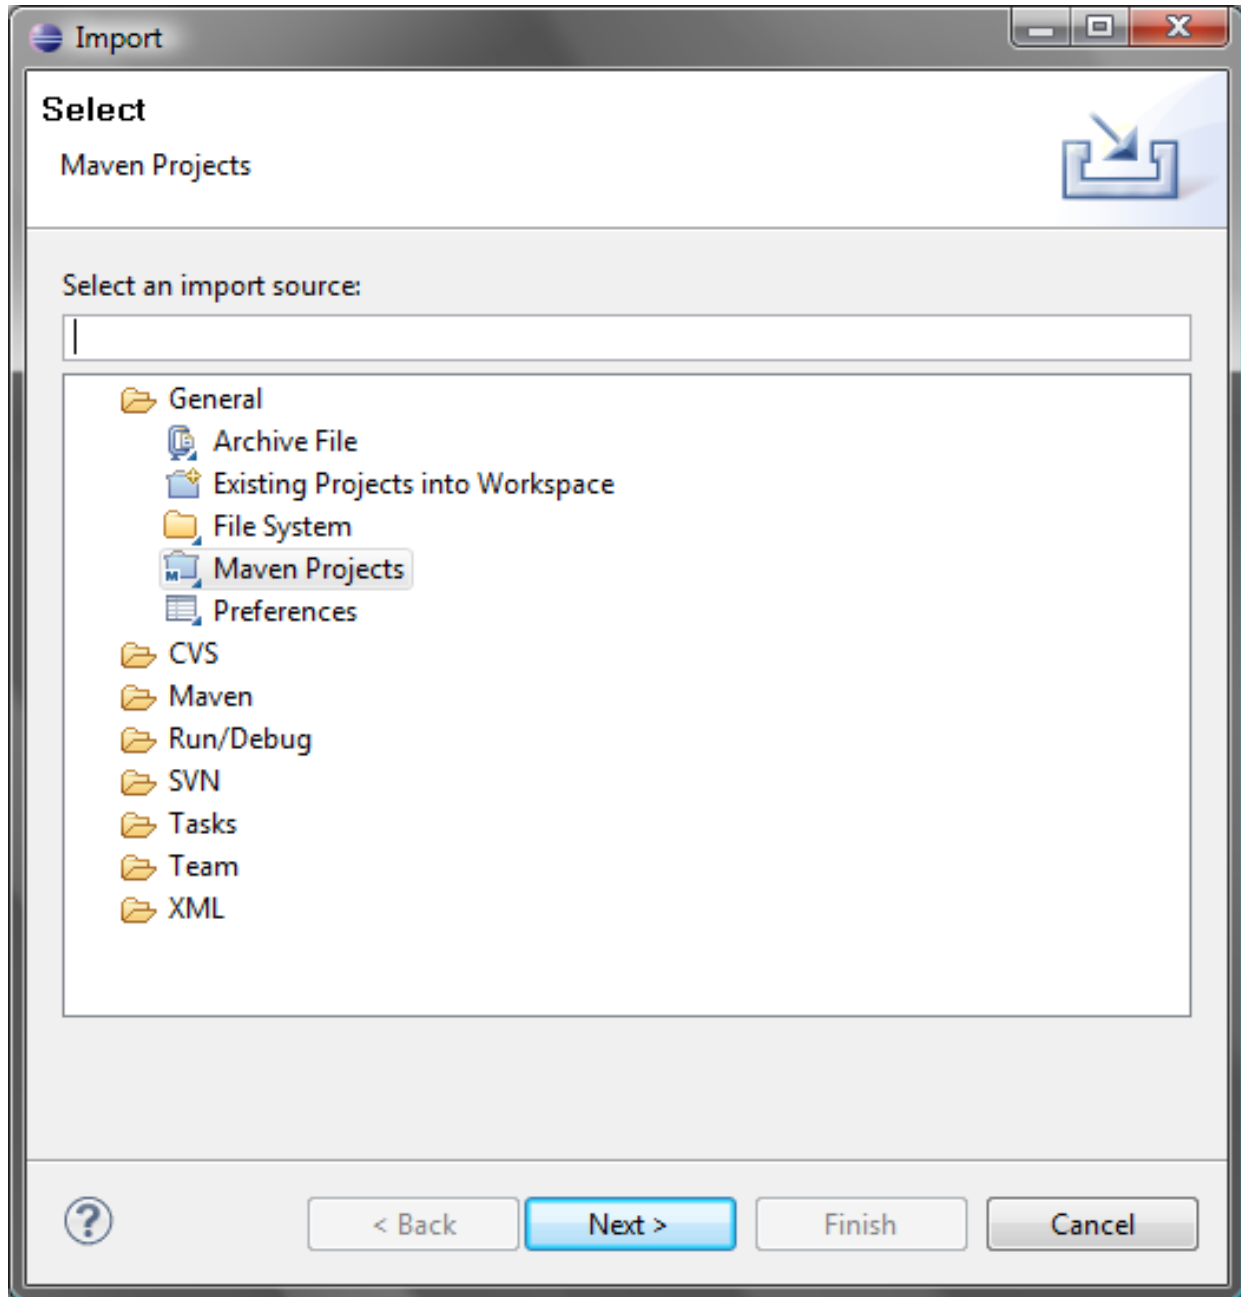 Import
Select
Maven Projects
Select an import source:
General
Archive File
Existing Projects into Workspace
File System
Maven Projects
Preferences
CVS
Maven
Run/Debug
SVN
Tasks
Team
XML
< Back Next > Finish Cancel